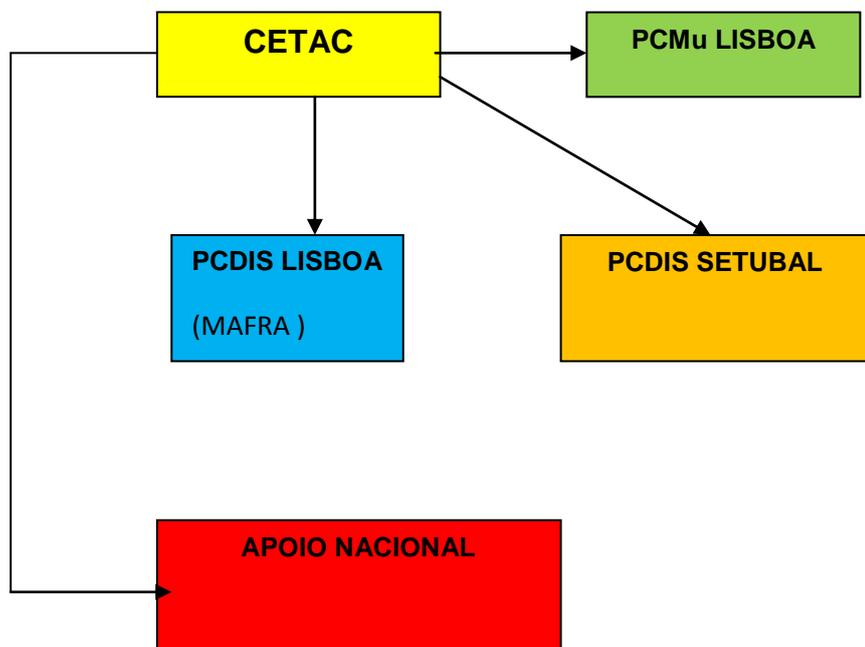 CETAC
PCMu LISBOA
PCDIS LISBOA
(MAFRA )
PCDIS SETUBAL
APOIO NACIONAL